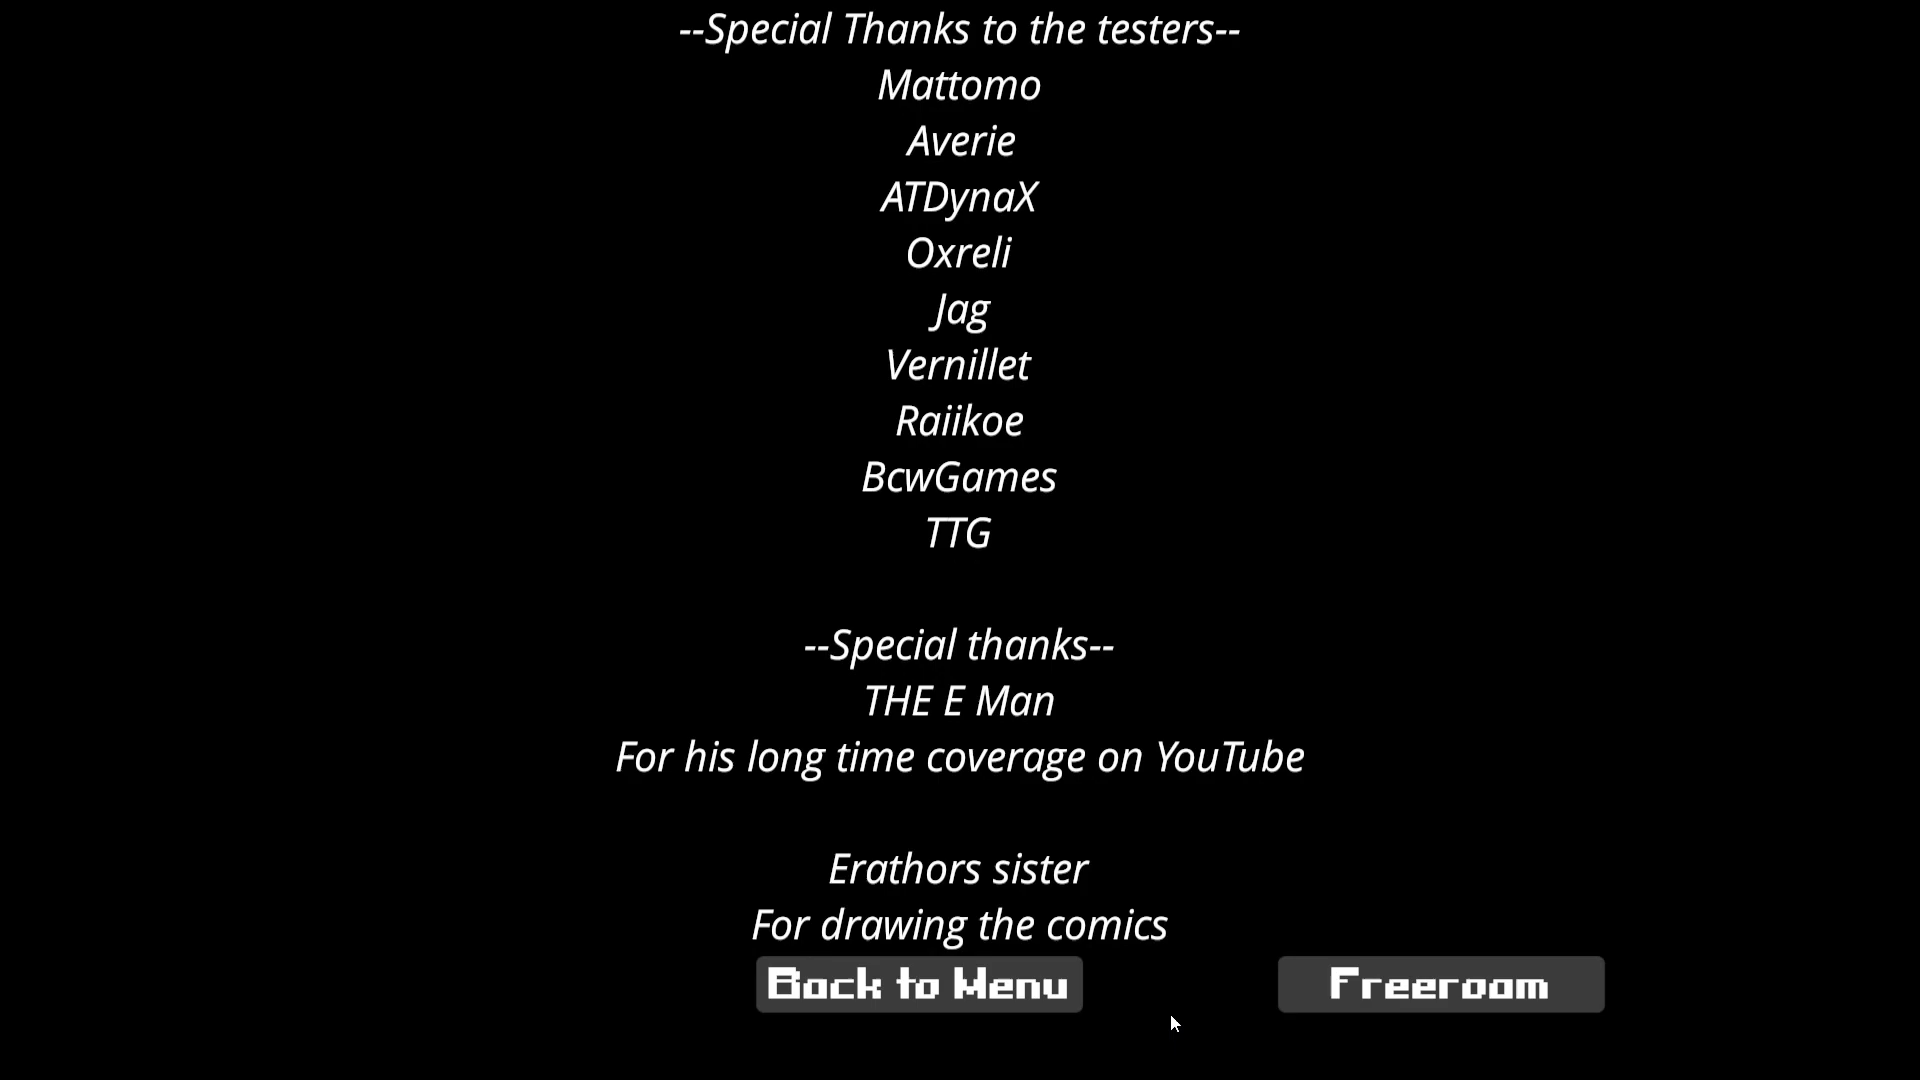 --Special Thanks to the testers--
Mattomo
Averie
ATDynaX
Oxreli
Jag
Vernillet
Raiikoe
BcwGames
TTG
--Special thanks--
THE E Man
For his long time coverage on YouTube
Erathors sister
For drawing the comics
Back to Menu
Freeroam